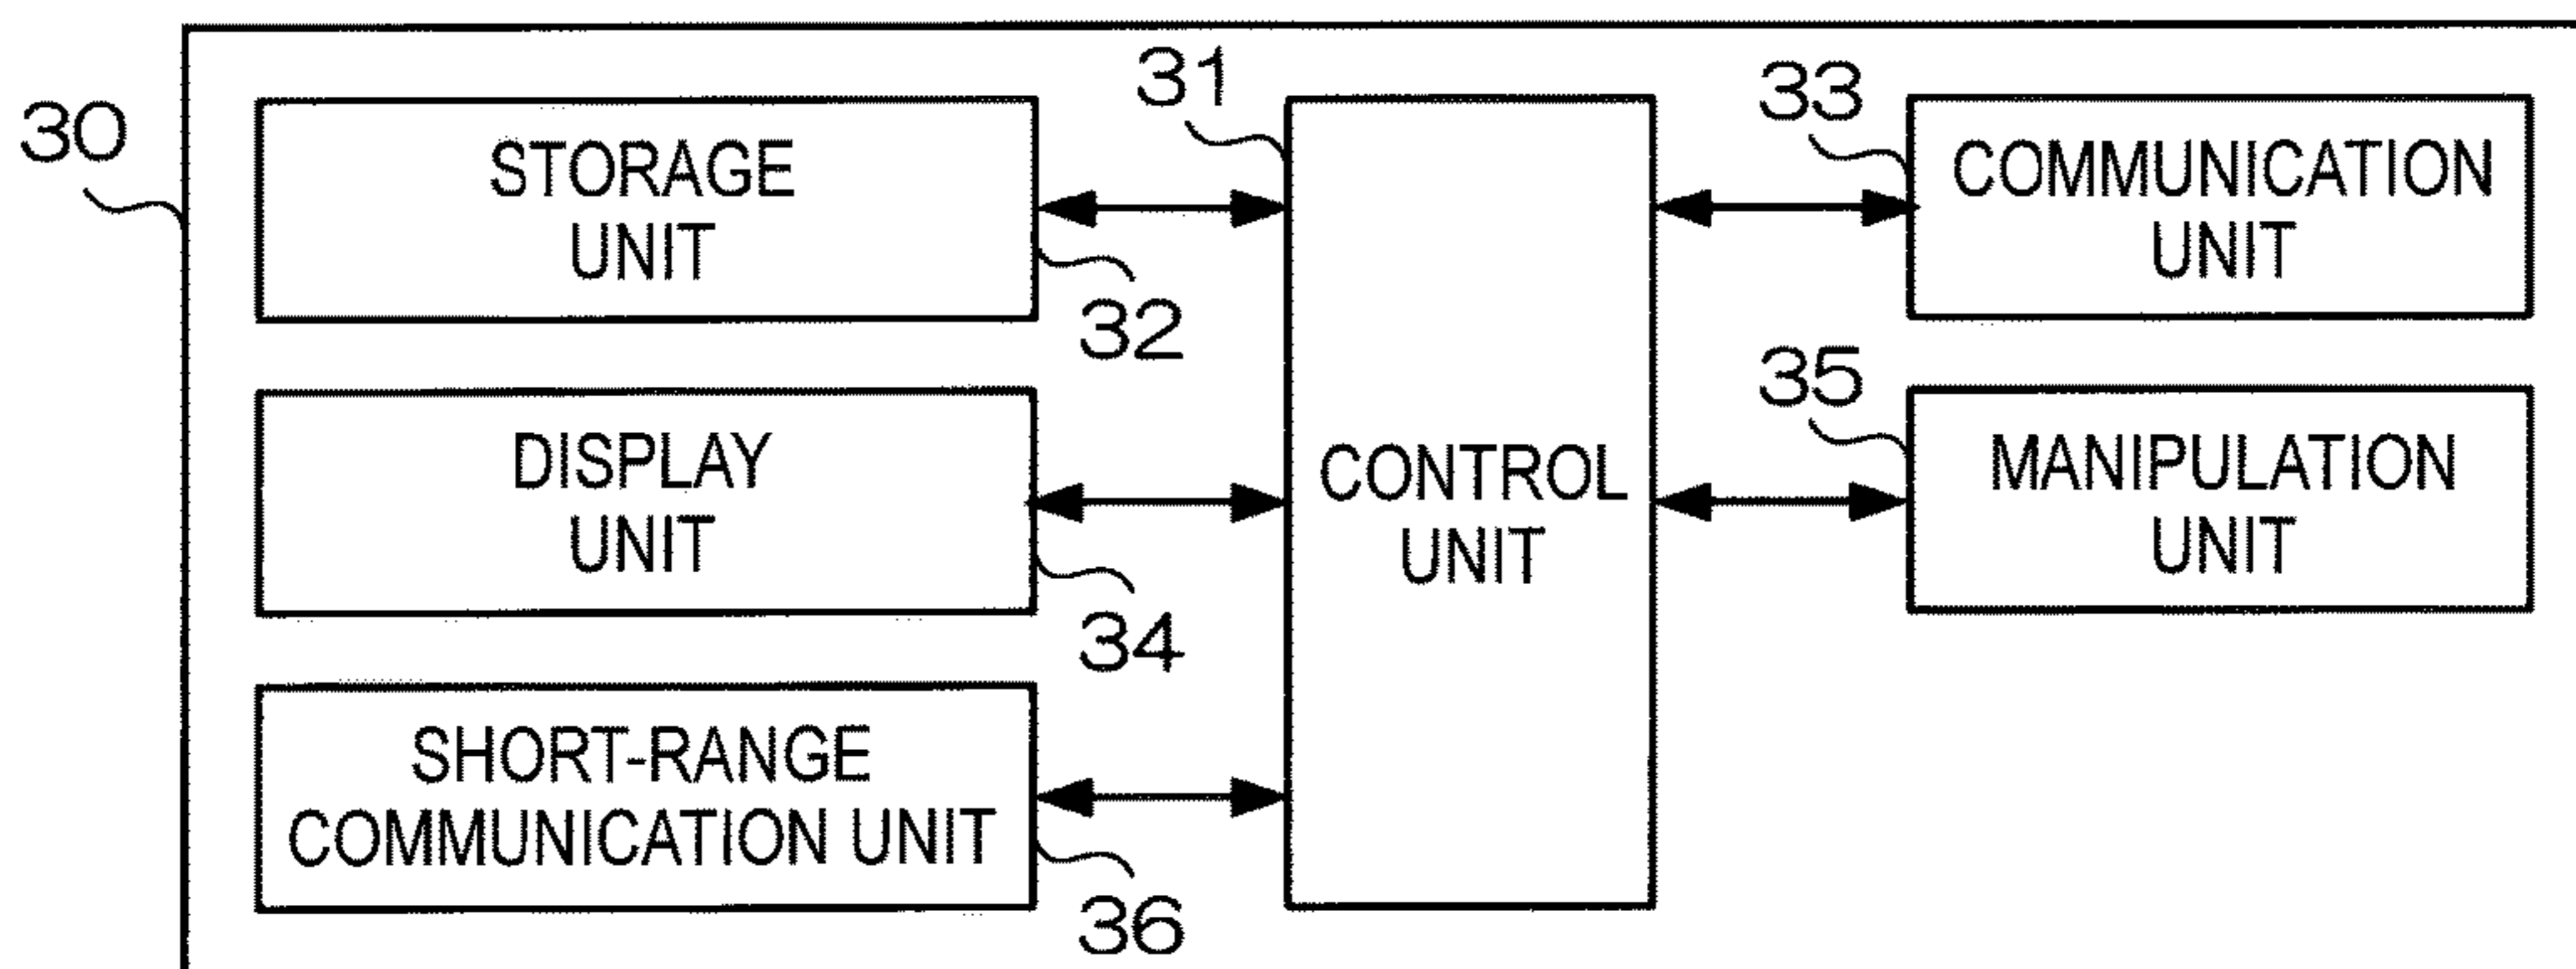 30
STORAGE
UNIT
32
31
33
COMMUNICATION
UNIT
DISPLAY
UNIT
34
CONTROL
UNIT
35
MANIPULATION
UNIT
SHORT-RANGE
COMMUNICATION UNIT
36